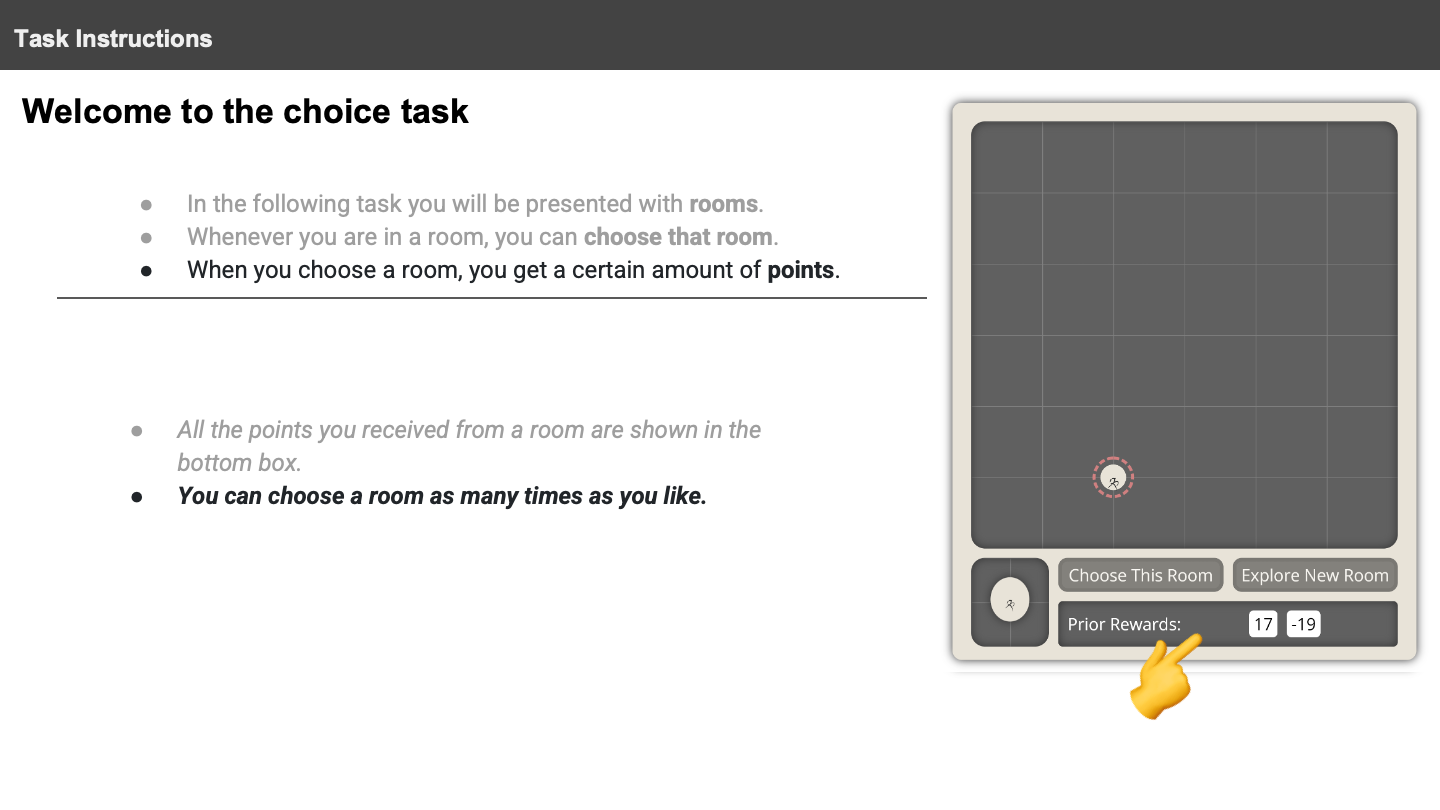 Task Instructions
Welcome to the choice task
● In the following task you will be presented with rooms.
● Whenever you are in a room, you can choose that room.
● When you choose a room, you get a certain amount of points.
● All the points you received from a room are shown in the
bottom box.
● You can choose a room as many times as you like.
Choose This Room
Explore New Room
Prior Rewards: 17 -19